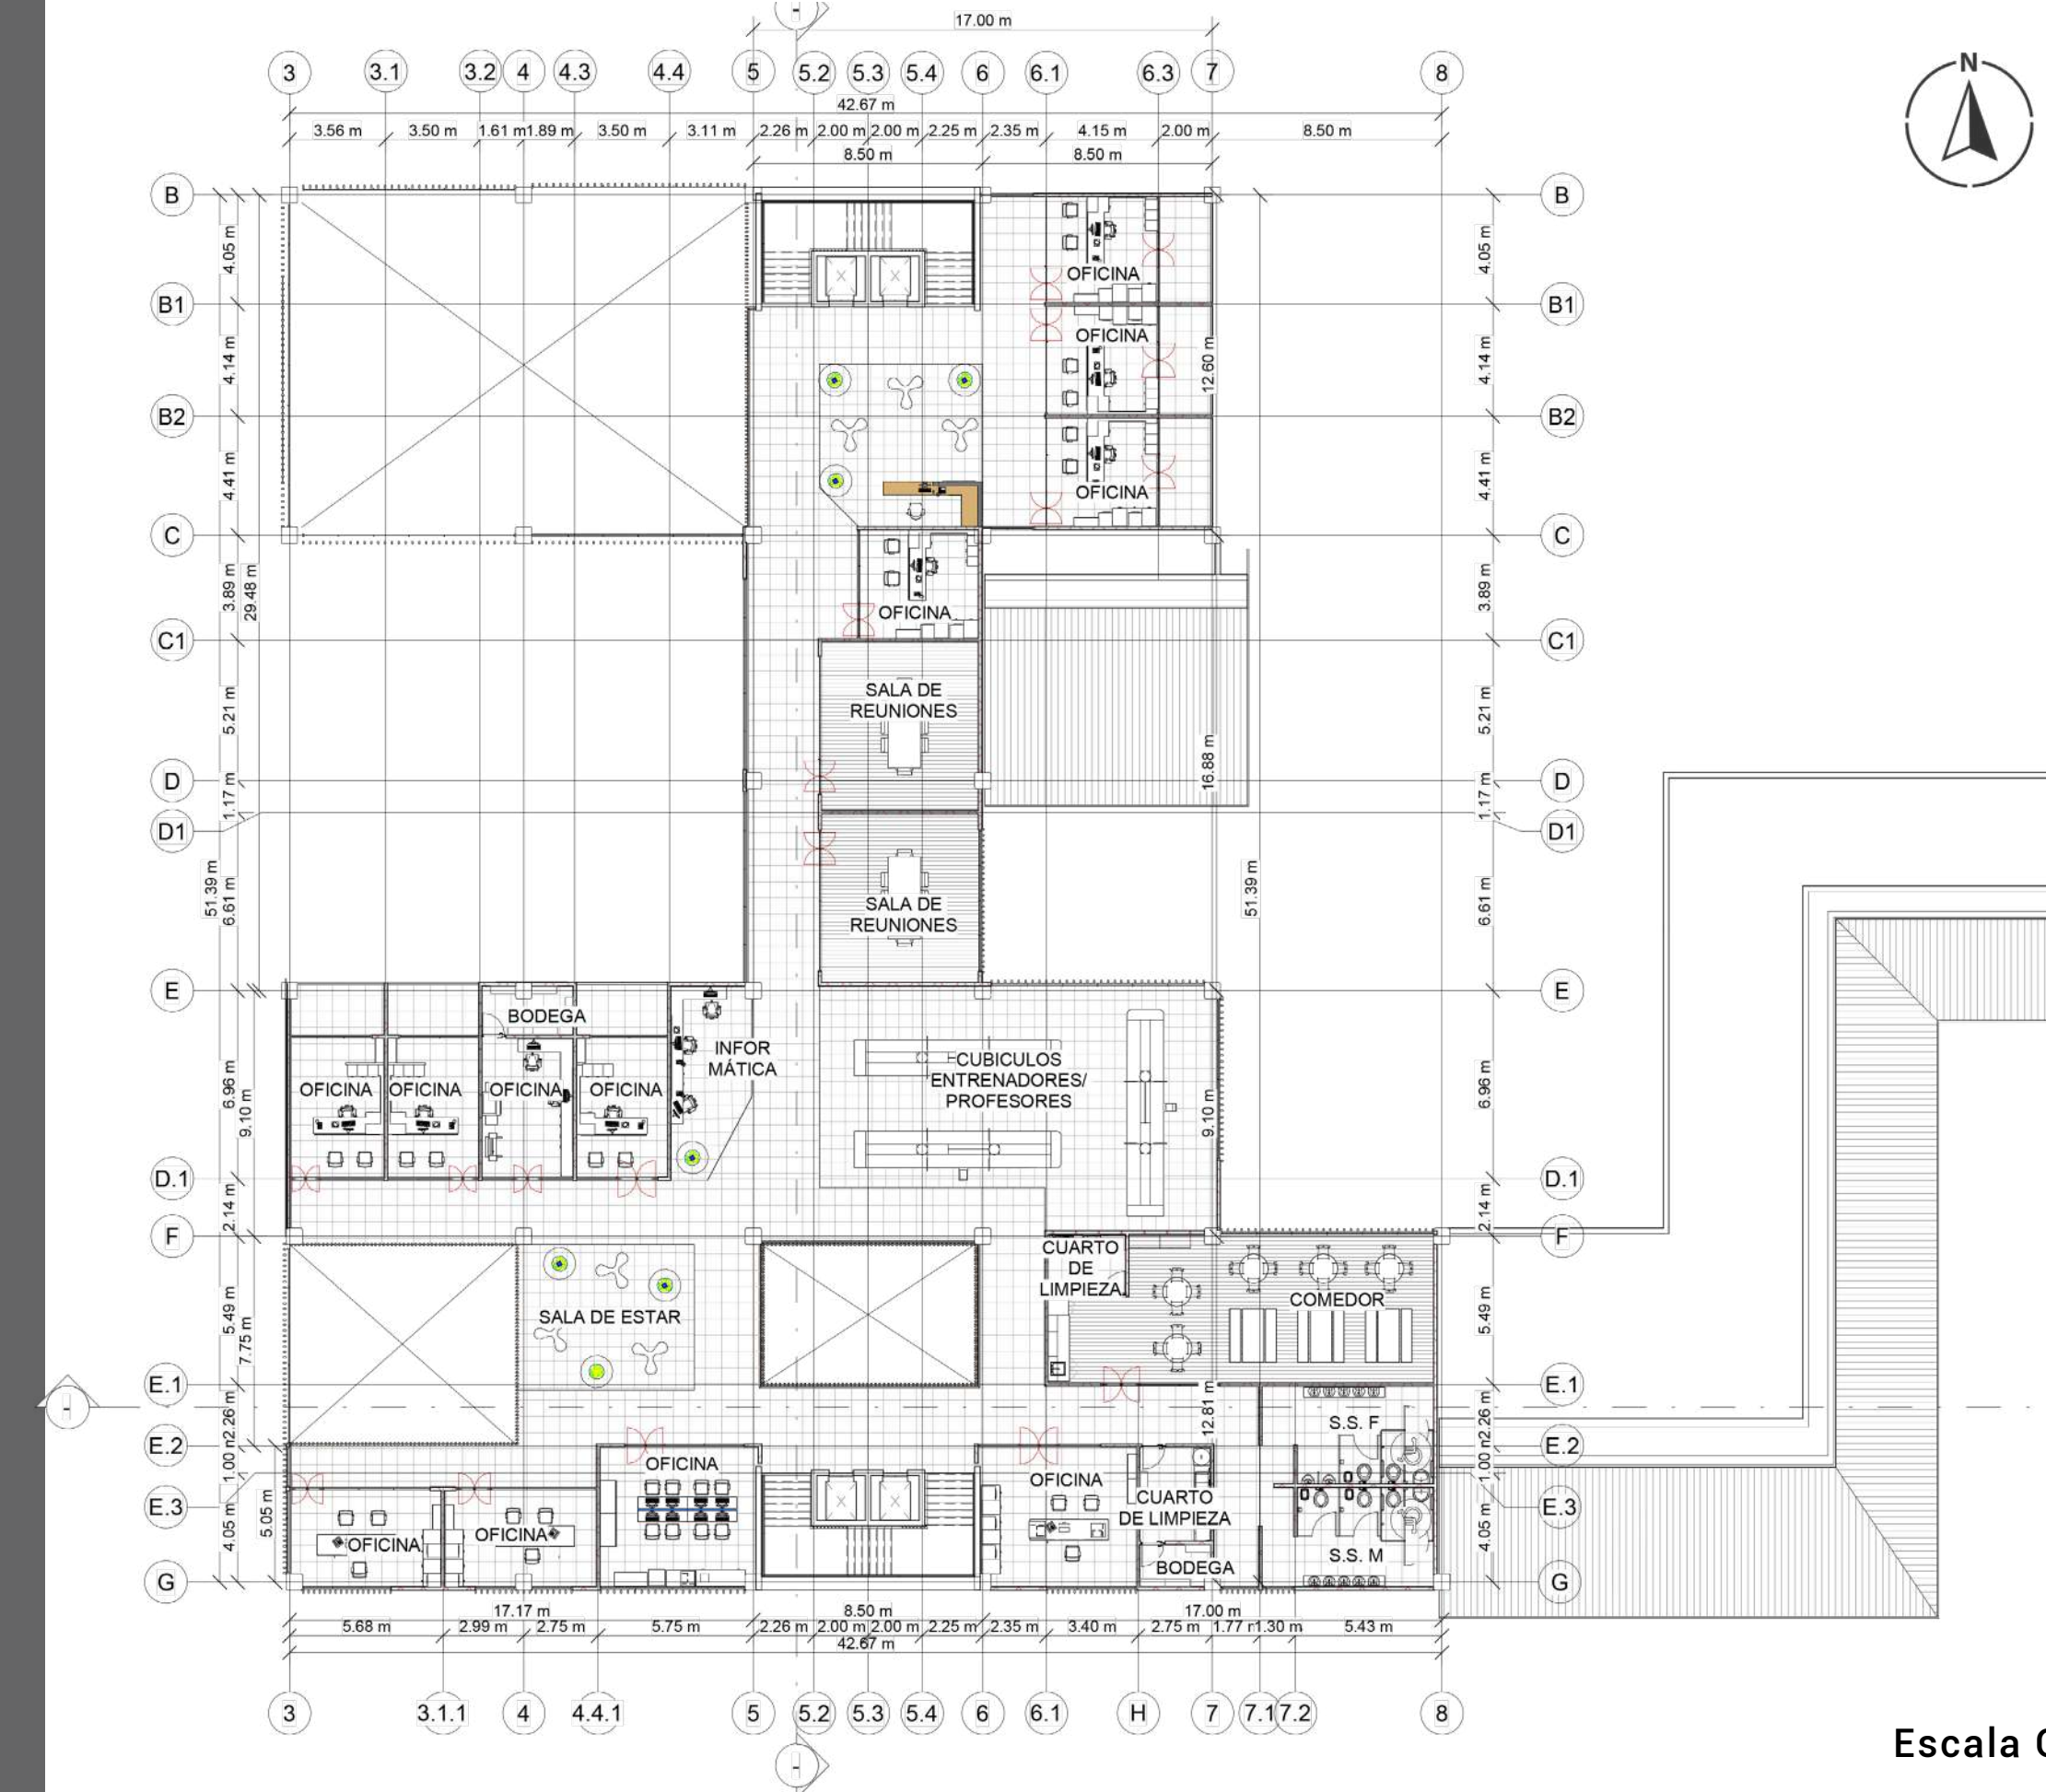 17.00 m
N
3 3.1 3.2 4 4.3 4.4 5 5.2 5.3 5.4 6 6.1 6.3 7 8
42.67 m
3.56 m 3.50 m 1.61 m 1.89 m 3.50 m 3.11 m 2.26 m 2.00 m 2.00 m 2.25 m 2.35 m 4.15 m 2.00 m 8.50 m
8.50 m 8.50 m
B B
4.05 m 4.05 m
OFICINA
B1 B1
OFICINA
4.14 m 12.60 m 4.14 m
B2 B2
4.41 m 4.41 m
OFICINA
C C
3.89 m 29.48 m 3.89 m
OFICINA
C1 C1
SALA DE
REUNIONES
5.21 m 5.21 m
16.88 m
D D
1.17 m 1.17 m
D1 D1
51.39 m 6.61 m 51.39 m 6.61 m
SALA DE
REUNIONES
E E
BODEGA
INFOR
MÁTICA
CUBICULOS
ENTRENADORES/
PROFESORES
OFICINA OFICINA OFICINA OFICINA
6.96 m 9.10 m 9.10 m 6.96 m
D.1 D.1
2.14 m 2.14 m
F F
CUARTO
DE
LIMPIEZA
COMEDOR
SALA DE ESTAR
5.49 m 7.75 m 5.49 m
E.1 E.1
2.26 m 12.81 m 2.26 m
S.S. F
E.2 E.2
1.00 m 1.00 m
OFICINA OFICINA
CUARTO
DE LIMPIEZA
E.3 E.3
4.05 m 5.05 m 4.05 m
OFICINA OFICINA
S.S. M
BODEGA
G G
17.17 m 8.50 m 17.00 m
5.68 m 2.99 m 2.75 m 5.75 m 2.26 m 2.00 m 2.00 m 2.25 m 2.35 m 3.40 m 2.75 m 1.77 m 1.30 m 5.43 m
42.67 m
3 3.1.1 4 4.4.1 5 5.2 5.3 5.4 6 6.1 H 7 7.1 7.2 8
Escala